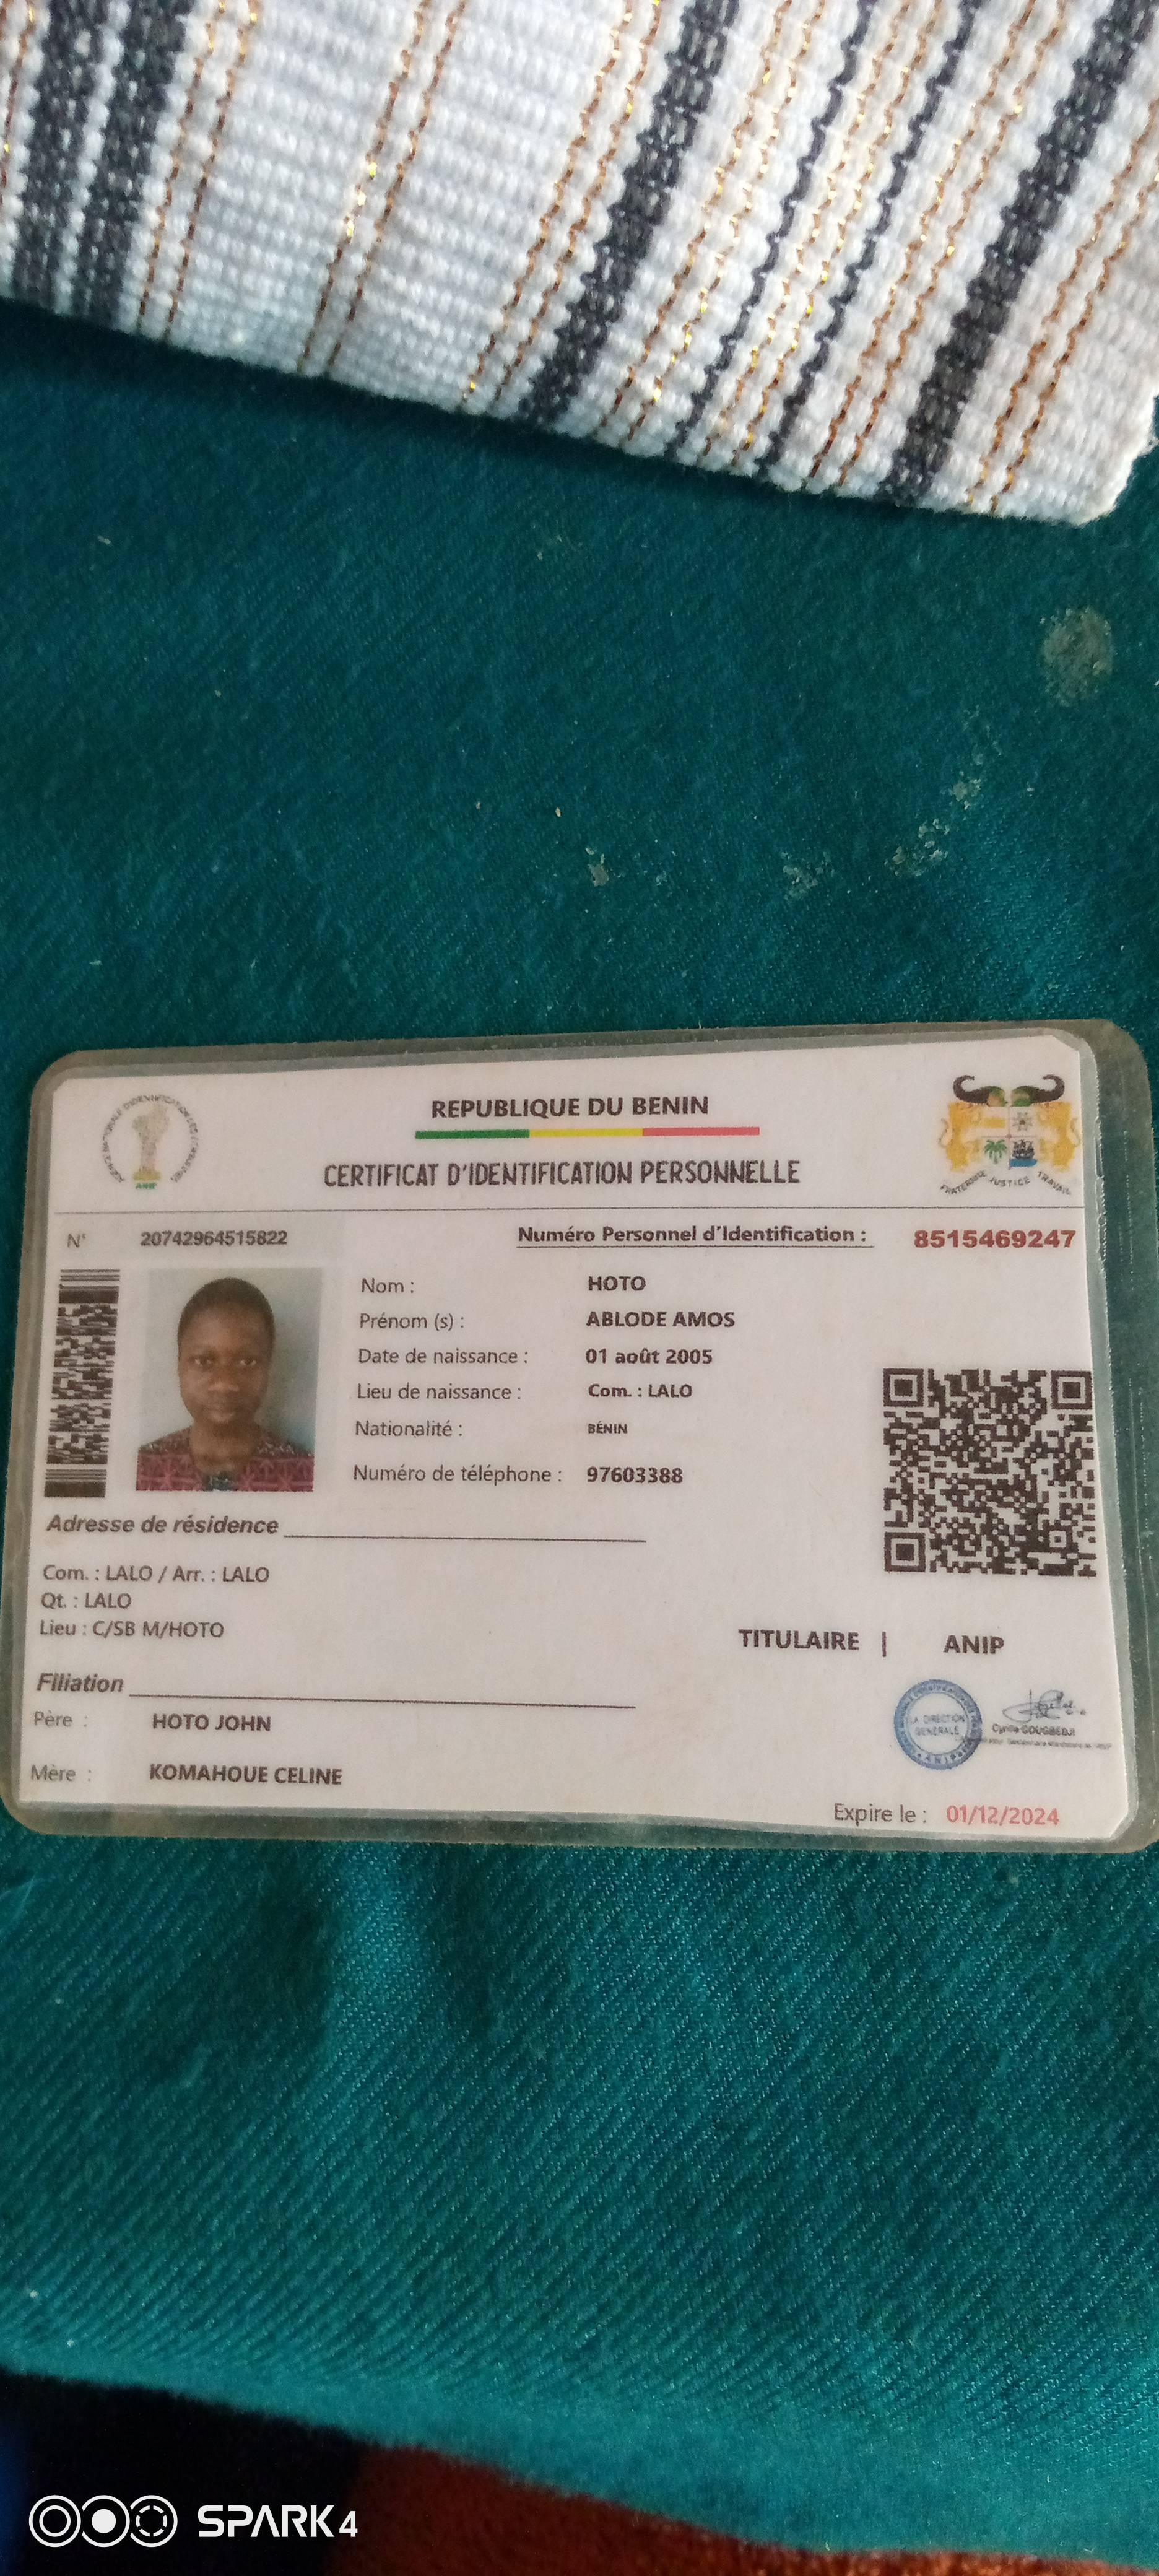 REPUBLIQUE DU BENIN
CERTIFICAT D'IDENTIFICATION PERSONNELLE
ANIP
FRATERNITE JUSTICE TRAVAIL
N° 20742964515822
Numéro Personnel d'Identification : 8515469247
Nom : HOTO
Prénom (s) : ABLODE AMOS
Date de naissance : 01 août 2005
Lieu de naissance : Com. : LALO
Nationalité : BÉNIN
Numéro de téléphone : 97603388
Adresse de résidence
Com. : LALO / Arr. : LALO
Qt. : LALO
Lieu : C/SB M/HOTO
TITULAIRE | ANIP
Filiation
Père : HOTO JOHN
LA DIRECTION
GENERALE
ANIP
Cyrille GOUGBEDJI
Mère : KOMAHOUE CELINE
Expire le : 01/12/2024
SPARK 4